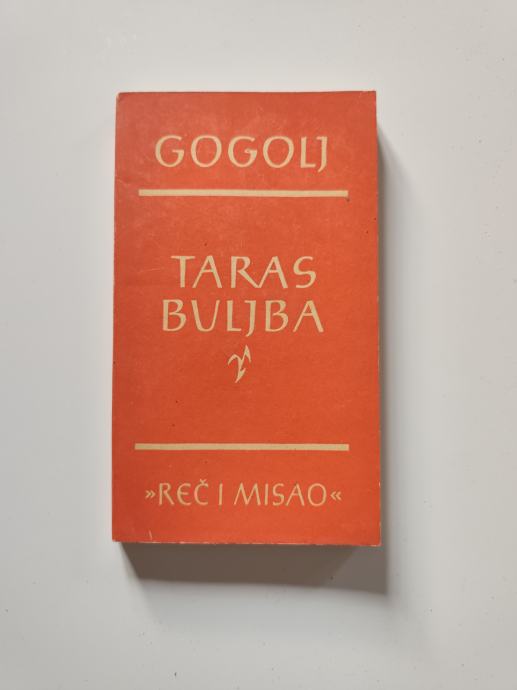 GOGOLJ
TARAS
BULJBA
»REČ I MISAO«